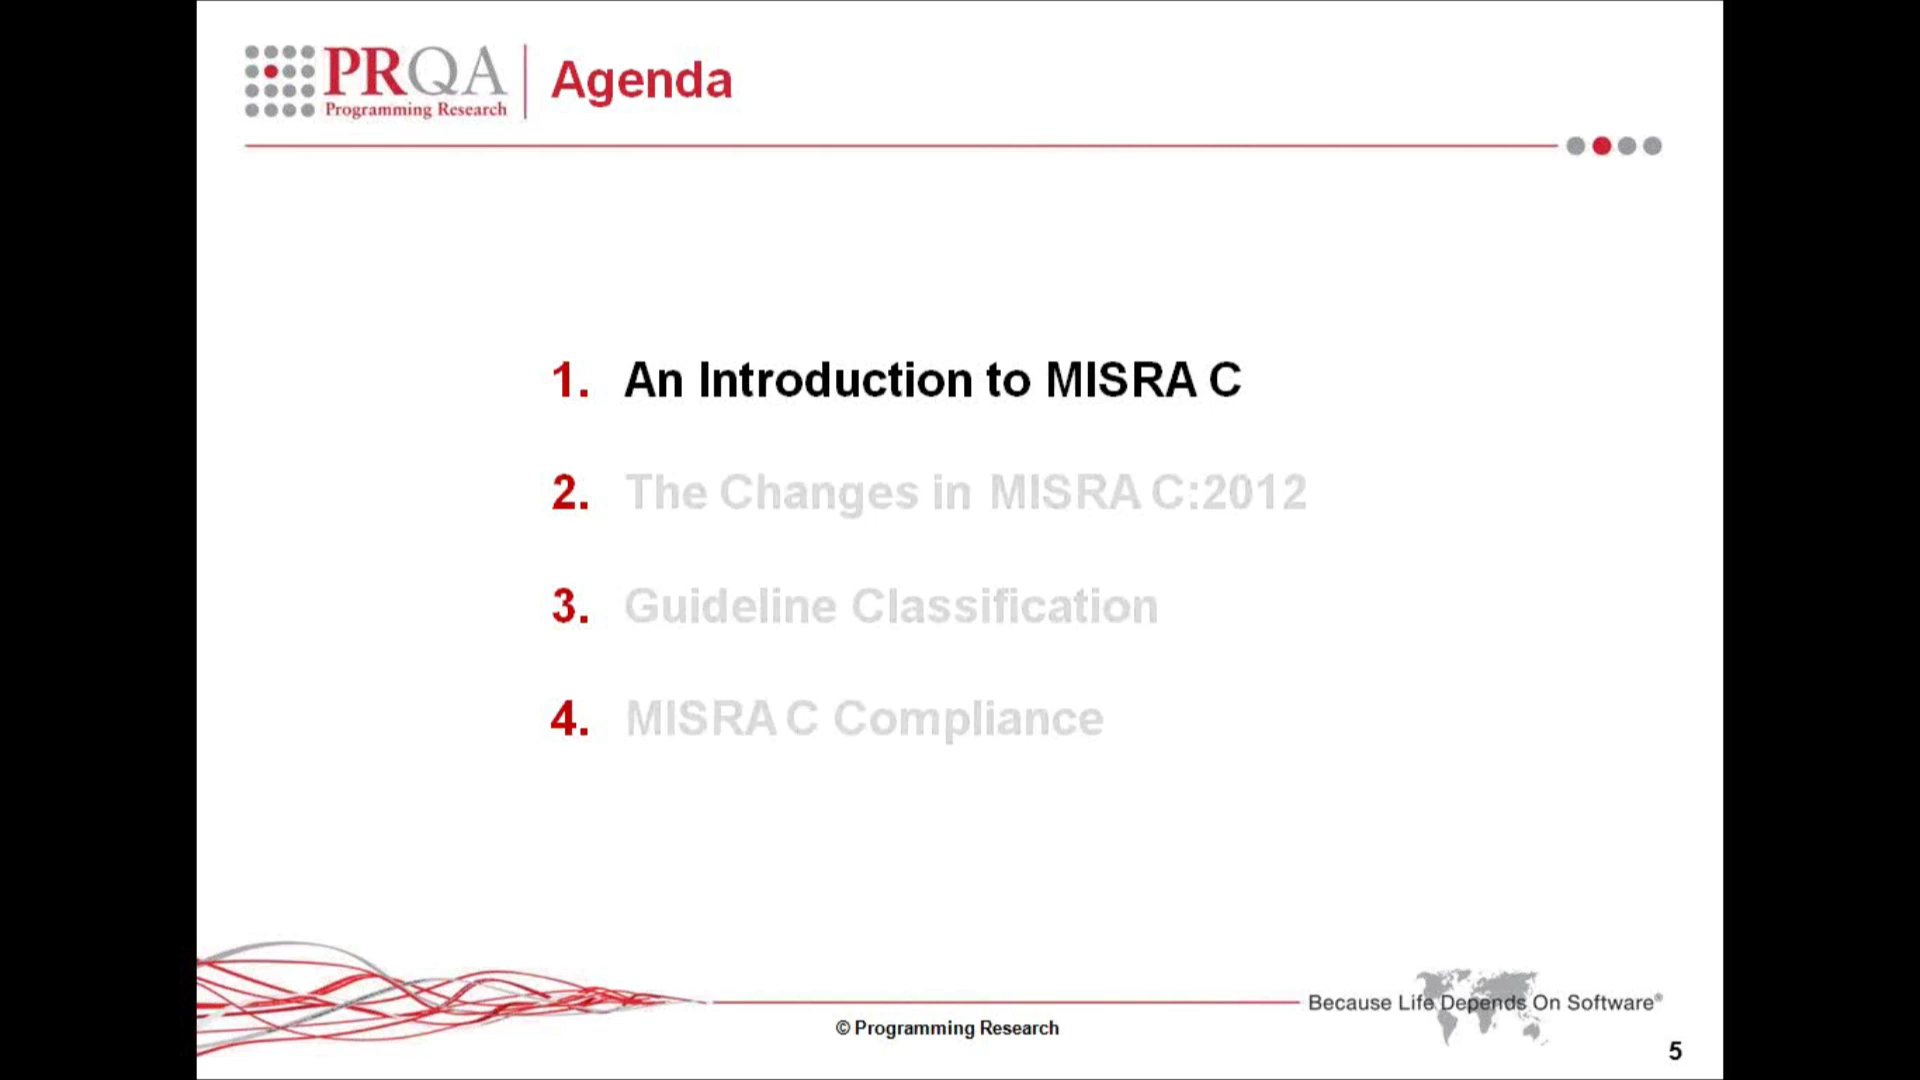 PRQA
Programming Research
Agenda
1. An Introduction to MISRA C
2. The Changes in MISRA C:2012
3. Guideline Classification
4. MISRA C Compliance
Because Life Depends On Software®
© Programming Research
5